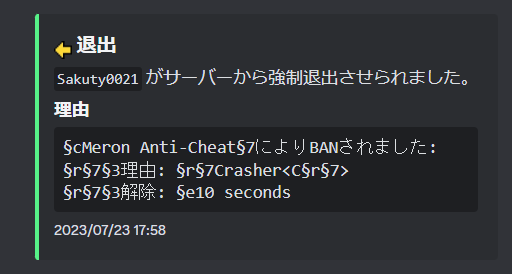 退出
Sakuty0021 がサーバーから強制退出させられました。
理由
§cMeron Anti-Cheat§7によりBANされました:
§r§7§3理由: §r§7Crasher<C§r§7>
§r§7§3解除: §e10 seconds
2023/07/23 17:58